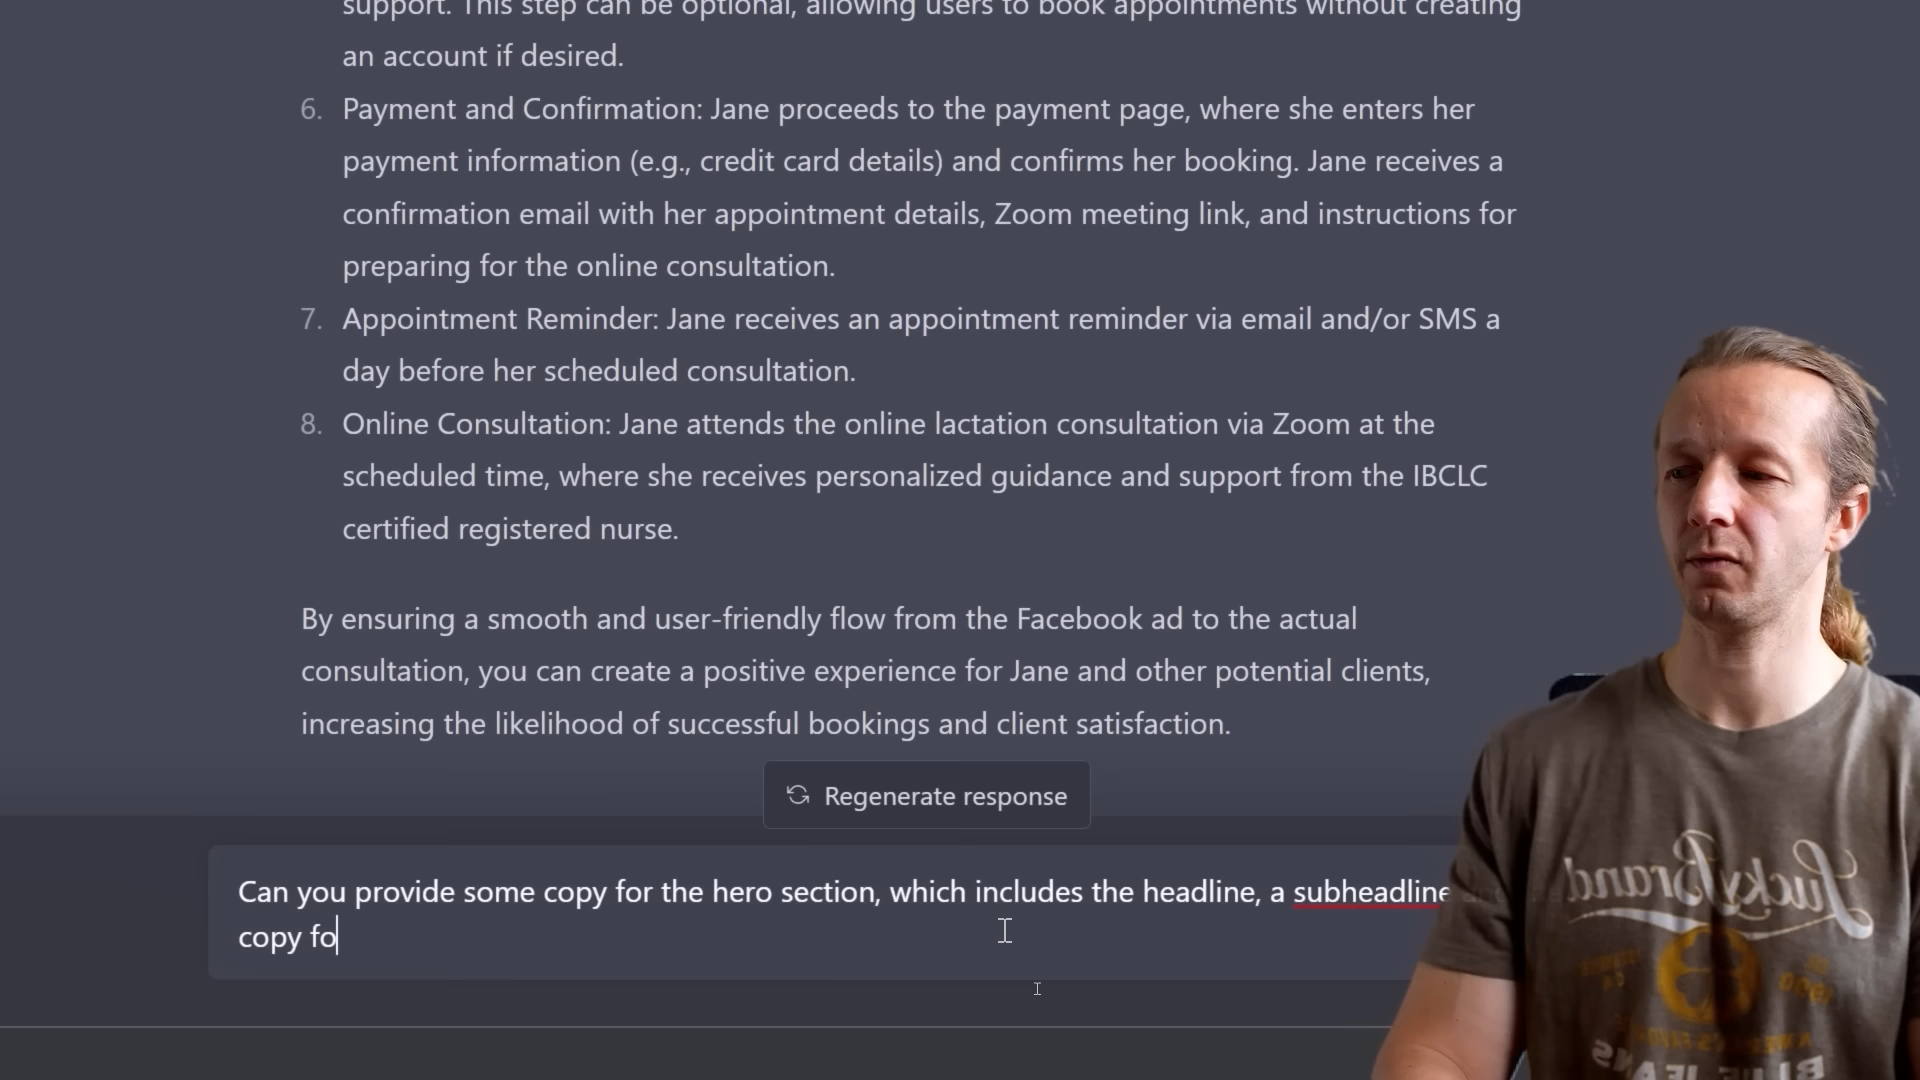 support. This step can be optional, allowing users to book appointments without creating
an account if desired.
6. Payment and Confirmation: Jane proceeds to the payment page, where she enters her
payment information (e.g., credit card details) and confirms her booking. Jane receives a
confirmation email with her appointment details, Zoom meeting link, and instructions for
preparing for the online consultation.
7. Appointment Reminder: Jane receives an appointment reminder via email and/or SMS a
day before her scheduled consultation.
8. Online Consultation: Jane attends the online lactation consultation via Zoom at the
scheduled time, where she receives personalized guidance and support from the IBCLC
certified registered nurse.
By ensuring a smooth and user-friendly flow from the Facebook ad to the actual
consultation, you can create a positive experience for Jane and other potential clients,
increasing the likelihood of successful bookings and client satisfaction.
Regenerate response
Can you provide some copy for the hero section, which includes the headline, a subheadline
copy fo
Lucky Brand
BLUE JEANS